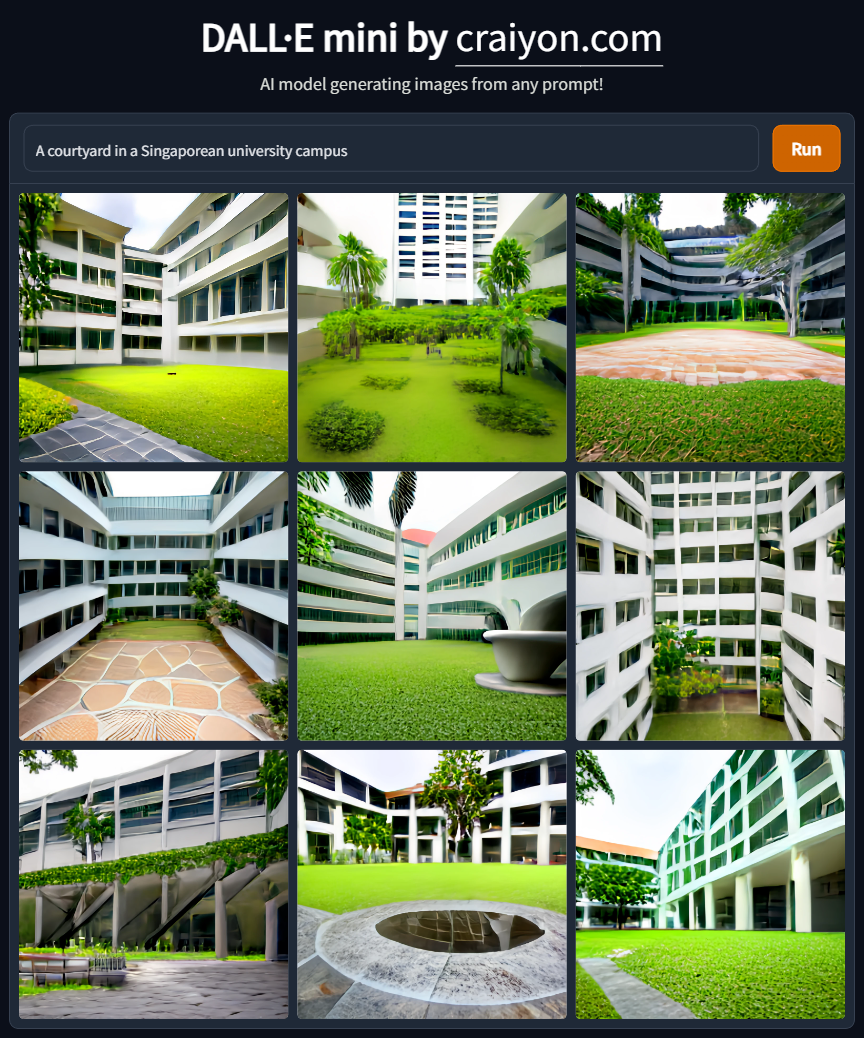 DALL·E mini by craiyon.com
AI model generating images from any prompt!
A courtyard in a Singaporean university campus
Run